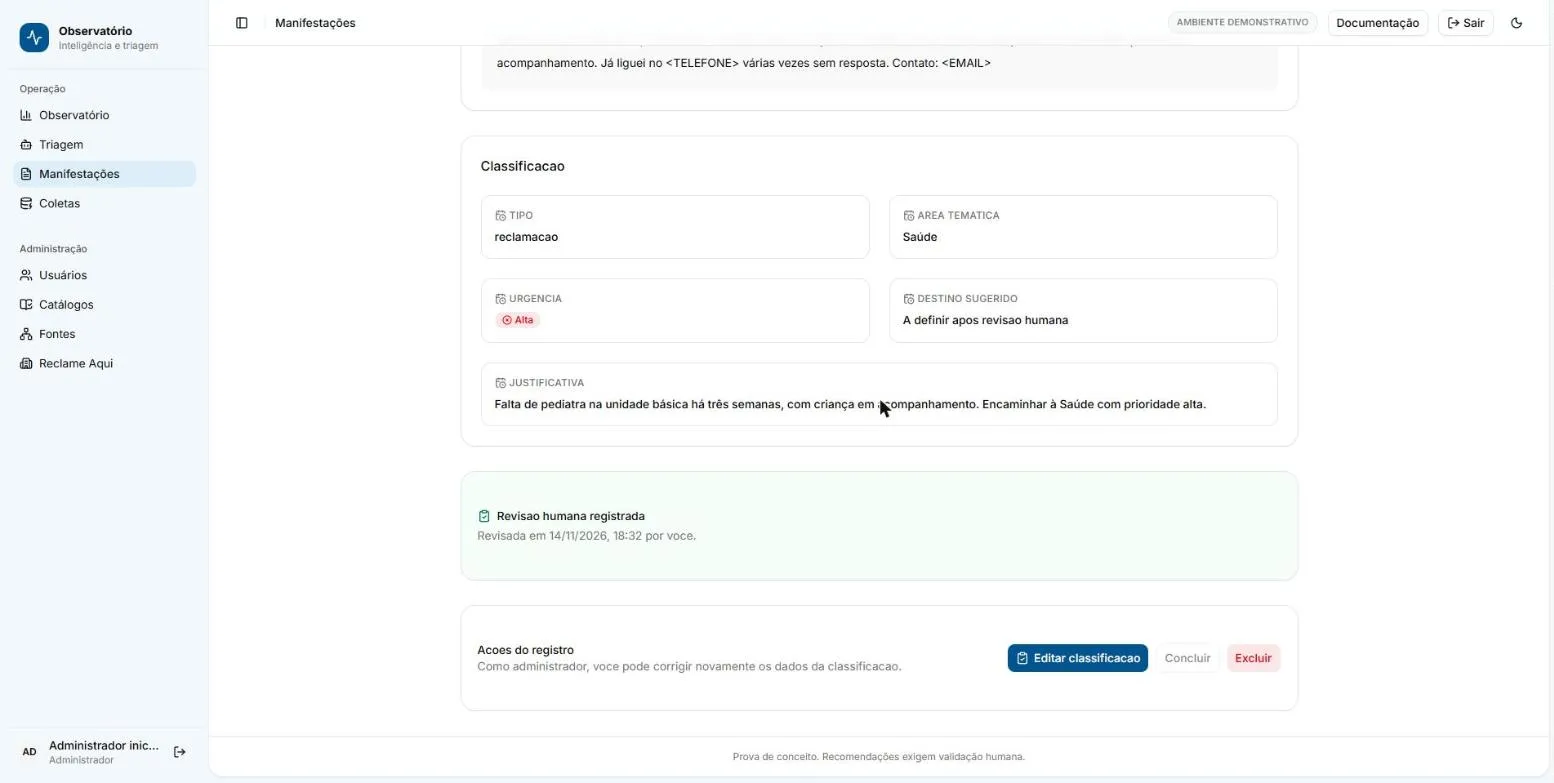 Observatório
Inteligência e triagem
Operação
Observatório
Triagem
Manifestações
Coletas
Administração
Usuários
Catálogos
Fontes
Reclame Aqui
AD
Administrador inic...
Administrador
Manifestações
AMBIENTE DEMONSTRATIVO
Documentação
Sair
acompanhamento. Já liguei no <TELEFONE> várias vezes sem resposta. Contato: <EMAIL>
Classificacao
TIPO
reclamacao
AREA TEMATICA
Saúde
URGENCIA
Alta
DESTINO SUGERIDO
A definir apos revisao humana
JUSTIFICATIVA
Falta de pediatra na unidade básica há três semanas, com criança em acompanhamento. Encaminhar à Saúde com prioridade alta.
Revisao humana registrada
Revisada em 14/11/2026, 18:32 por voce.
Acoes do registro
Como administrador, voce pode corrigir novamente os dados da classificacao.
Editar classificacao
Concluir
Excluir
Prova de conceito. Recomendações exigem validação humana.